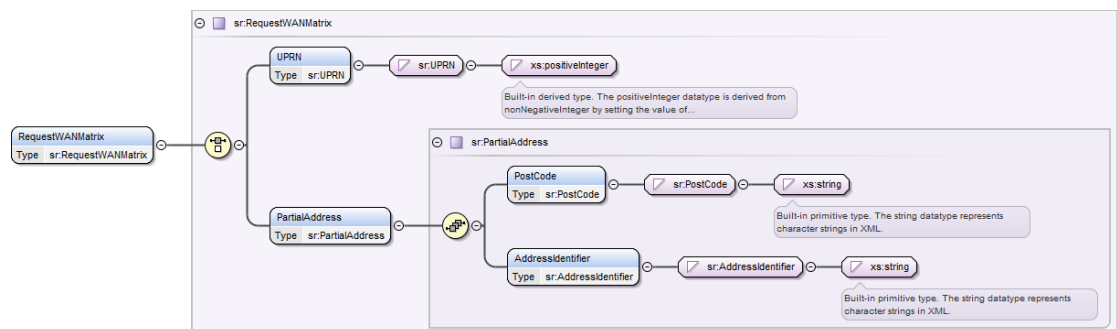 sr:RequestWANMatrix
UPRN
Type sr:UPRN
sr:UPRN
xs:positiveInteger
Built-in derived type. The positiveInteger datatype is derived from
nonNegativeInteger by setting the value of...
RequestWANMatrix
Type sr:RequestWANMatrix
sr:PartialAddress
PostCode
Type sr:PostCode
sr:PostCode
xs:string
Built-in primitive type. The string datatype represents
character strings in XML.
PartialAddress
Type sr:PartialAddress
AddressIdentifier
Type sr:AddressIdentifier
sr:AddressIdentifier
xs:string
Built-in primitive type. The string datatype represents
character strings in XML.